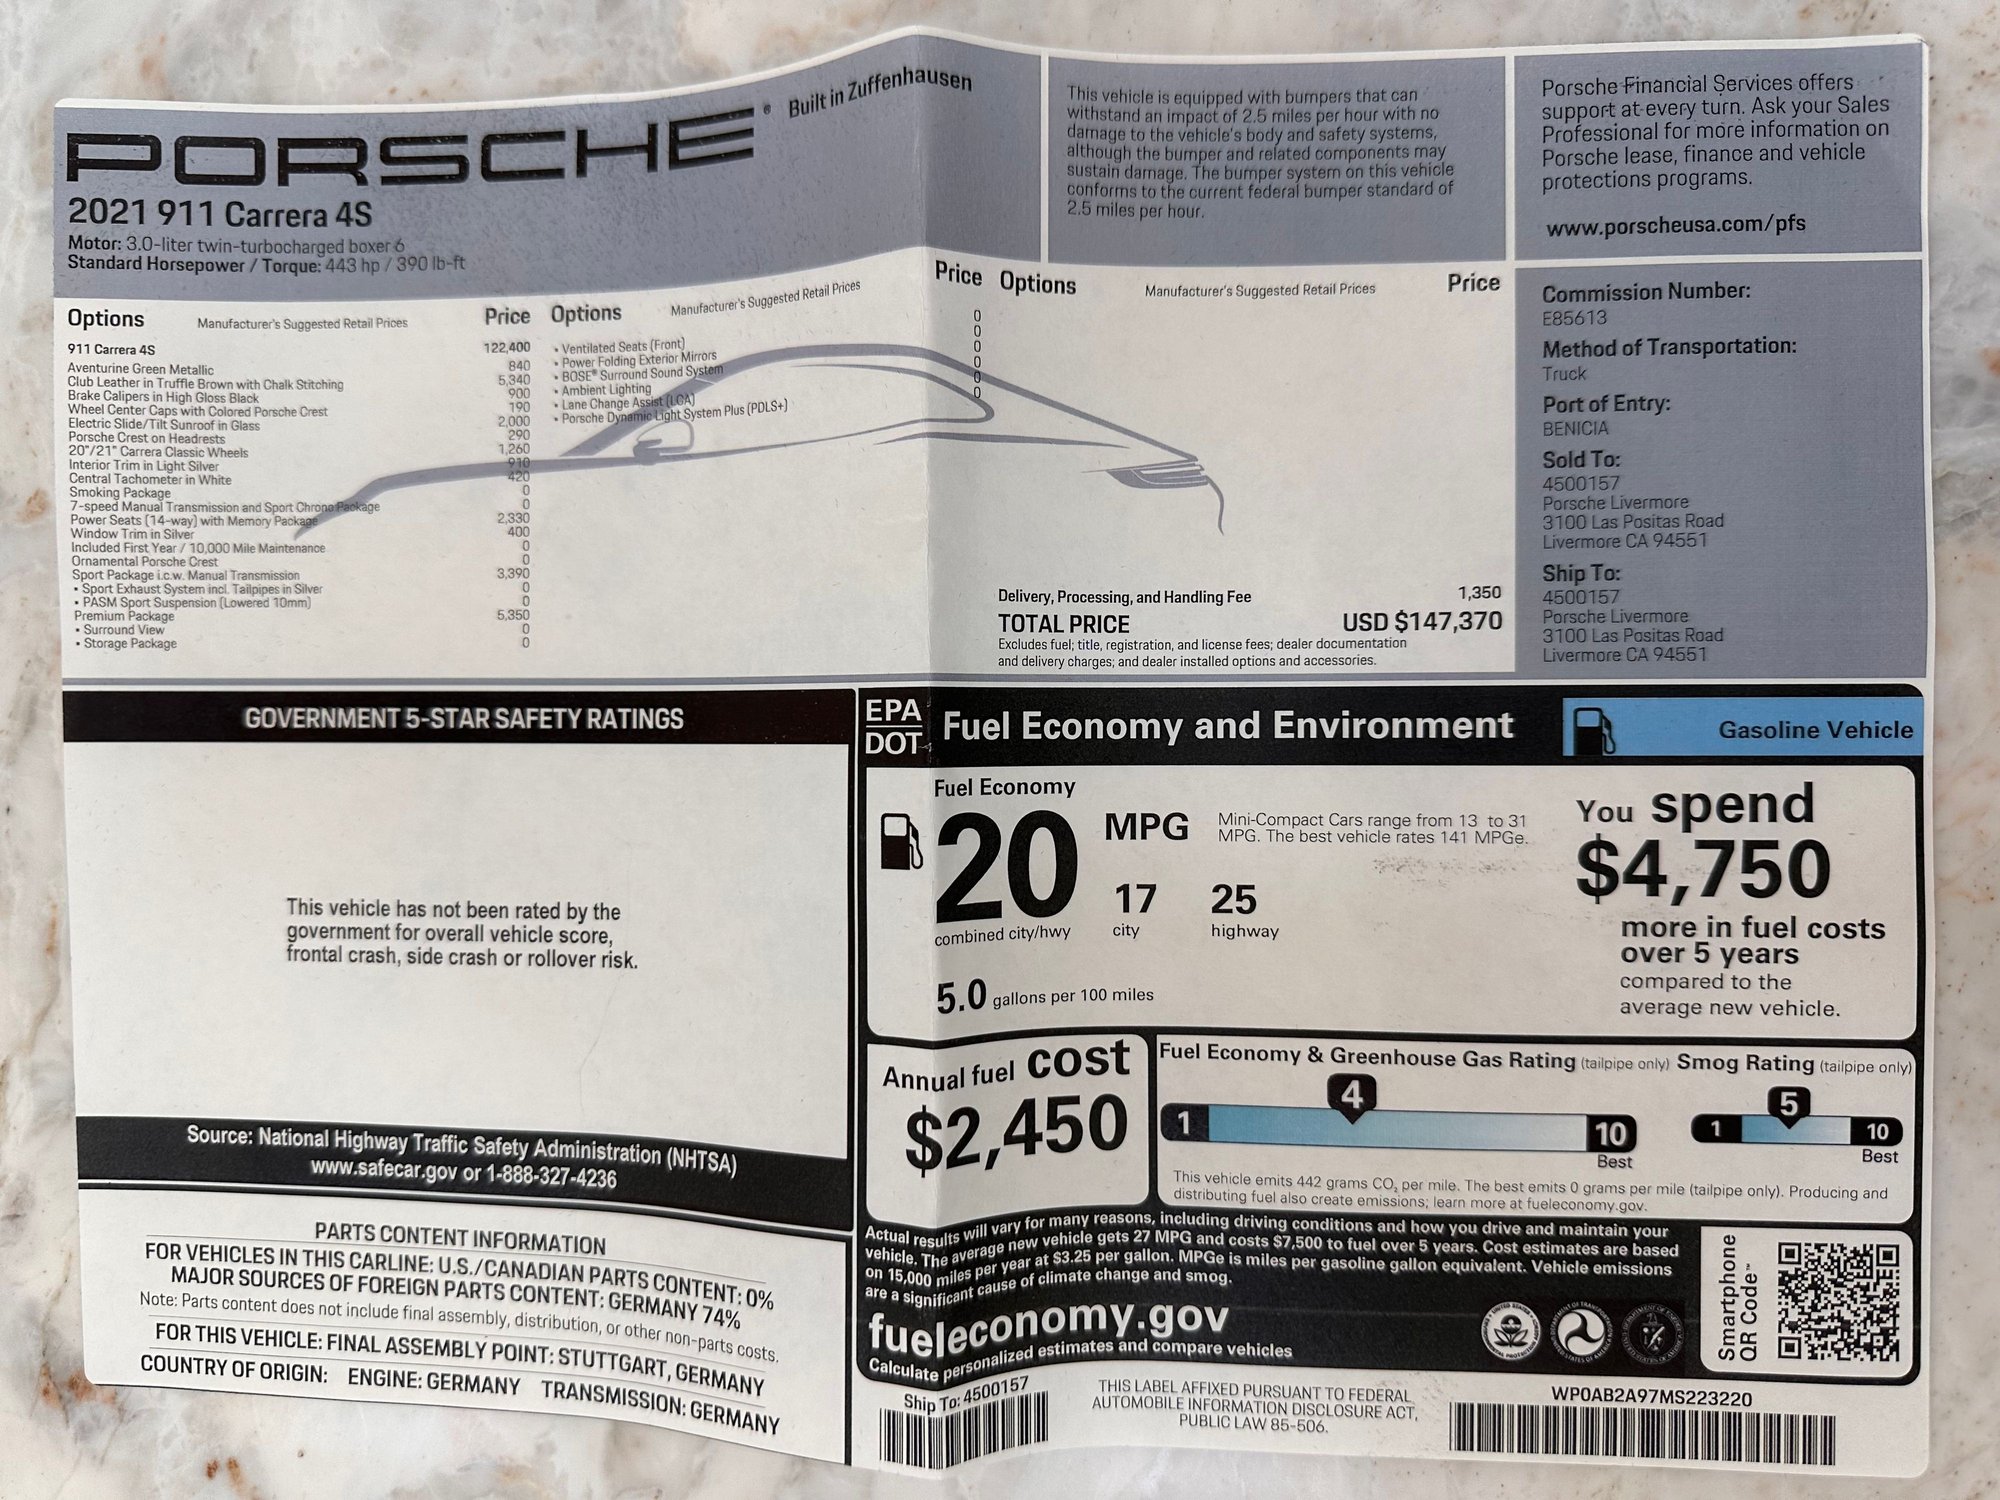 PORSCHE® Built in Zuffenhausen
2021 911 Carrera 4S
Motor: 3.0-liter twin-turbocharged boxer 6
Standard Horsepower / Torque: 443 hp / 390 lb-ft
This vehicle is equipped with bumpers that can
withstand an impact of 2.5 miles per hour with no
damage to the vehicle's body and safety systems,
although the bumper and related components may
sustain damage. The bumper system on this vehicle
conforms to the current federal bumper standard of
2.5 miles per hour.
Porsche Financial Services offers
support at every turn. Ask your Sales
Professional for more information on
Porsche lease, finance and vehicle
protections programs.
www.porscheusa.com/pfs
Options Manufacturer's Suggested Retail Prices Price
911 Carrera 4S 122,400
Aventurine Green Metallic 840
Club Leather in Truffle Brown with Chalk Stitching 5,340
Brake Calipers in High Gloss Black 900
Wheel Center Caps with Colored Porsche Crest 190
Electric Slide/Tilt Sunroof in Glass 2,000
Porsche Crest on Headrests 290
20"/21" Carrera Classic Wheels 1,260
Interior Trim in Light Silver 910
Central Tachometer in White 420
Smoking Package 0
7-speed Manual Transmission and Sport Chrono Package 0
Power Seats (14-way) with Memory Package 2,330
Window Trim in Silver 400
Included First Year / 10,000 Mile Maintenance 0
Ornamental Porsche Crest 0
Sport Package i.c.w. Manual Transmission 3,390
• Sport Exhaust System incl. Tailpipes in Silver 0
• PASM Sport Suspension (Lowered 10mm) 0
Premium Package 5,350
• Surround View 0
• Storage Package 0
Options Manufacturer's Suggested Retail Prices Price
• Ventilated Seats (Front) 0
• Power Folding Exterior Mirrors 0
• BOSE® Surround Sound System 0
• Ambient Lighting 0
• Lane Change Assist (LCA) 0
• Porsche Dynamic Light System Plus (PDLS+) 0
Options Manufacturer's Suggested Retail Prices Price
Delivery, Processing, and Handling Fee 1,350
TOTAL PRICE USD $147,370
Excludes fuel; title, registration, and license fees; dealer documentation
and delivery charges; and dealer installed options and accessories.
Commission Number:
E85613
Method of Transportation:
Truck
Port of Entry:
BENICIA
Sold To:
4500157
Porsche Livermore
3100 Las Positas Road
Livermore CA 94551
Ship To:
4500157
Porsche Livermore
3100 Las Positas Road
Livermore CA 94551
GOVERNMENT 5-STAR SAFETY RATINGS
This vehicle has not been rated by the
government for overall vehicle score,
frontal crash, side crash or rollover risk.
Source: National Highway Traffic Safety Administration (NHTSA)
www.safecar.gov or 1-888-327-4236
PARTS CONTENT INFORMATION
FOR VEHICLES IN THIS CARLINE: U.S./CANADIAN PARTS CONTENT: 0%
MAJOR SOURCES OF FOREIGN PARTS CONTENT: GERMANY 74%
Note: Parts content does not include final assembly, distribution, or other non-parts costs.
FOR THIS VEHICLE: FINAL ASSEMBLY POINT: STUTTGART, GERMANY
COUNTRY OF ORIGIN: ENGINE: GERMANY TRANSMISSION: GERMANY
EPA
DOT
Fuel Economy and Environment
Gasoline Vehicle
Fuel Economy
20 MPG
combined city/hwy
17
city
25
highway
Mini-Compact Cars range from 13 to 31
MPG. The best vehicle rates 141 MPGe.
5.0 gallons per 100 miles
You spend
$4,750
more in fuel costs
over 5 years
compared to the
average new vehicle.
Annual fuel cost
$2,450
Fuel Economy & Greenhouse Gas Rating (tailpipe only)
4
1 10
Best
Smog Rating (tailpipe only)
5
1 10
Best
This vehicle emits 442 grams CO₂ per mile. The best emits 0 grams per mile (tailpipe only). Producing and
distributing fuel also create emissions; learn more at fueleconomy.gov.
Actual results will vary for many reasons, including driving conditions and how you drive and maintain your
vehicle. The average new vehicle gets 27 MPG and costs $7,500 to fuel over 5 years. Cost estimates are based
on 15,000 miles per year at $3.25 per gallon. MPGe is miles per gasoline gallon equivalent. Vehicle emissions
are a significant cause of climate change and smog.
fueleconomy.gov
Calculate personalized estimates and compare vehicles
Smartphone
QR Code™
Ship To: 4500157
THIS LABEL AFFIXED PURSUANT TO FEDERAL
AUTOMOBILE INFORMATION DISCLOSURE ACT,
PUBLIC LAW 85-506.
WP0AB2A97MS223220